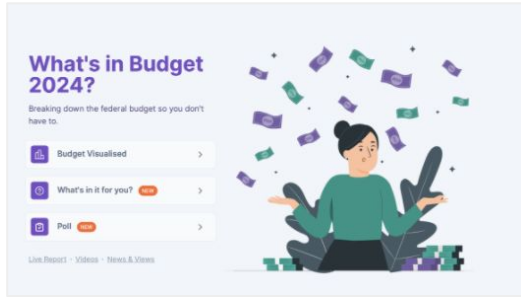 What's in Budget
2024?
Breaking down the federal budget so you don't
have to.
Budget Visualised
What's in it for you? NEW
Poll NEW
Live Report · Videos · News & Views